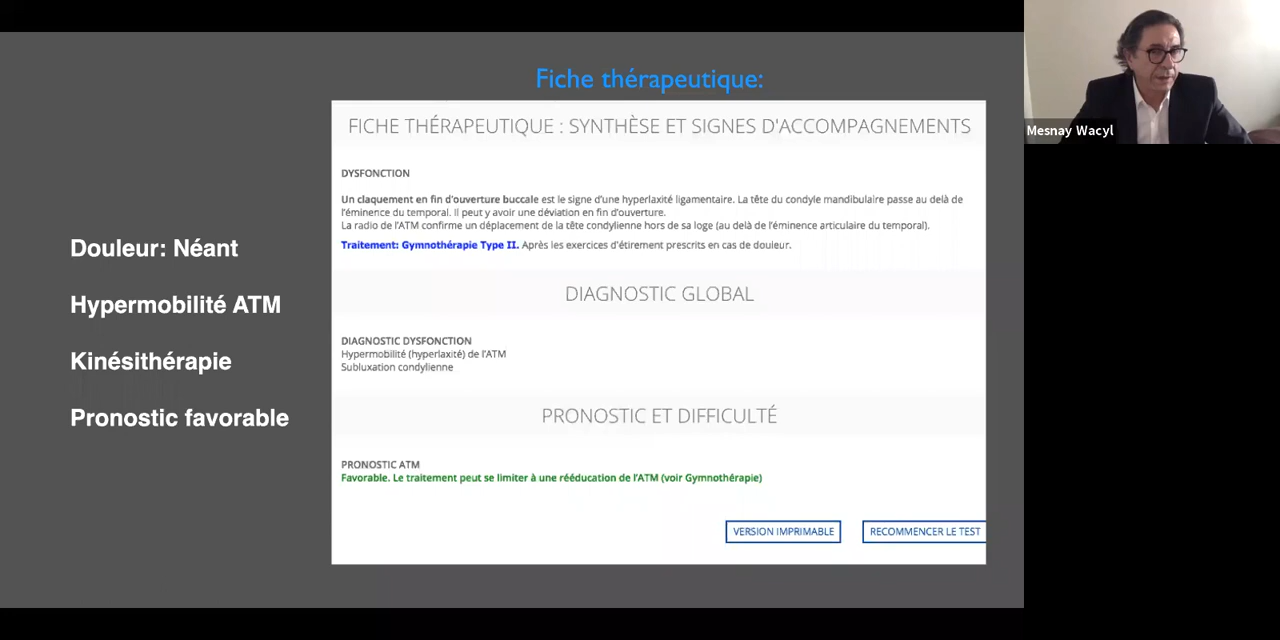 Fiche thérapeutique:
Mesnay Wacyl
Douleur: Néant
Hypermobilité ATM
Kinésithérapie
Pronostic favorable
FICHE THÉRAPEUTIQUE : SYNTHÈSE ET SIGNES D'ACCOMPAGNEMENTS
DYSFONCTION
Un claquement en fin d'ouverture buccale est le signe d'une hyperlaxité ligamentaire. La tête du condyle mandibulaire passe au delà de
l'éminence du temporal. Il peut y avoir une déviation en fin d'ouverture.
La radio de l'ATM confirme un déplacement de la tête condylienne hors de sa loge (au delà de l'éminence articulaire du temporal).
Traitement: Gymnothérapie Type II. Après les exercices d'étirement prescrits en cas de douleur.
DIAGNOSTIC GLOBAL
DIAGNOSTIC DYSFONCTION
Hypermobilité (hyperlaxité) de l'ATM
Subluxation condylienne
PRONOSTIC ET DIFFICULTÉ
PRONOSTIC ATM
Favorable. Le traitement peut se limiter à une rééducation de l'ATM (voir Gymnothérapie)
VERSION IMPRIMABLE
RECOMMENCER LE TEST